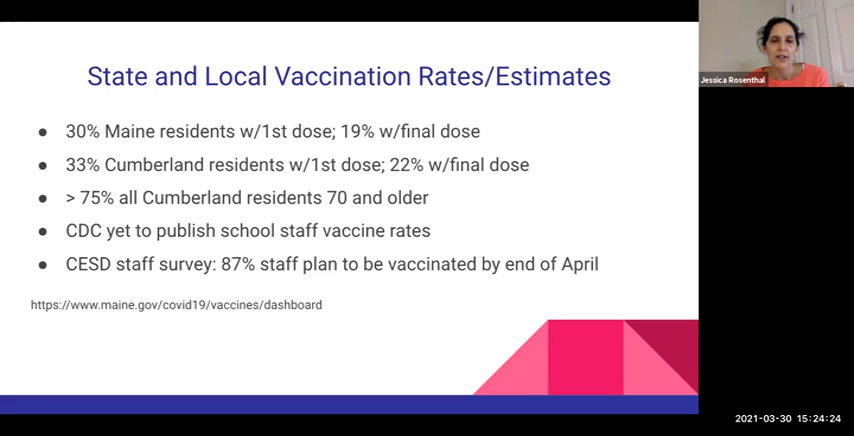 State and Local Vaccination Rates/Estimates
● 30% Maine residents w/1st dose; 19% w/final dose
● 33% Cumberland residents w/1st dose; 22% w/final dose
● > 75% all Cumberland residents 70 and older
● CDC yet to publish school staff vaccine rates
● CESD staff survey: 87% staff plan to be vaccinated by end of April
https://www.maine.gov/covid19/vaccines/dashboard
Jessica Rosenthal
2021-03-30 15:24:24